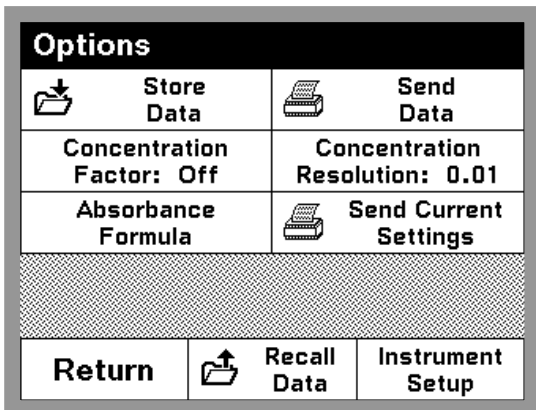 Options
Store
Data
Send
Data
Concentration
Factor: Off
Concentration
Resolution: 0.01
Absorbance
Formula
Send Current
Settings
Return
Recall
Data
Instrument
Setup